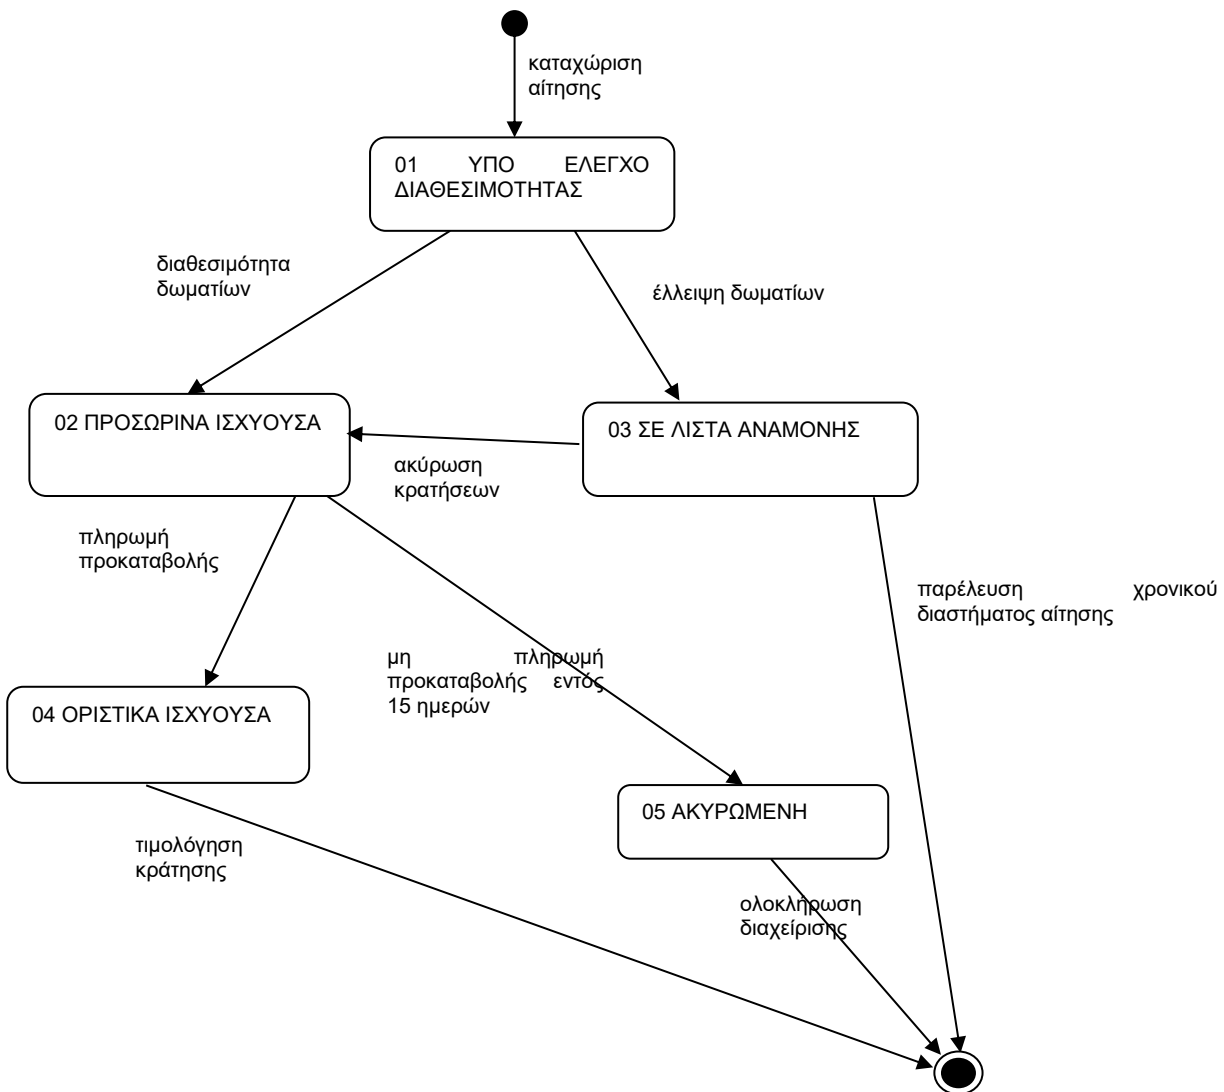 καταχώριση
αίτησης
01 ΥΠΟ ΕΛΕΓΧΟ
ΔΙΑΘΕΣΙΜΟΤΗΤΑΣ
διαθεσιμότητα
δωματίων
έλλειψη δωματίων
02 ΠΡΟΣΩΡΙΝΑ ΙΣΧΥΟΥΣΑ
03 ΣΕ ΛΙΣΤΑ ΑΝΑΜΟΝΗΣ
ακύρωση
κρατήσεων
πληρωμή
προκαταβολής
παρέλευση χρονικού
διαστήματος αίτησης
μη πληρωμή
προκαταβολής εντός
15 ημερών
04 ΟΡΙΣΤΙΚΑ ΙΣΧΥΟΥΣΑ
05 ΑΚΥΡΩΜΕΝΗ
τιμολόγηση
κράτησης
ολοκλήρωση
διαχείρισης